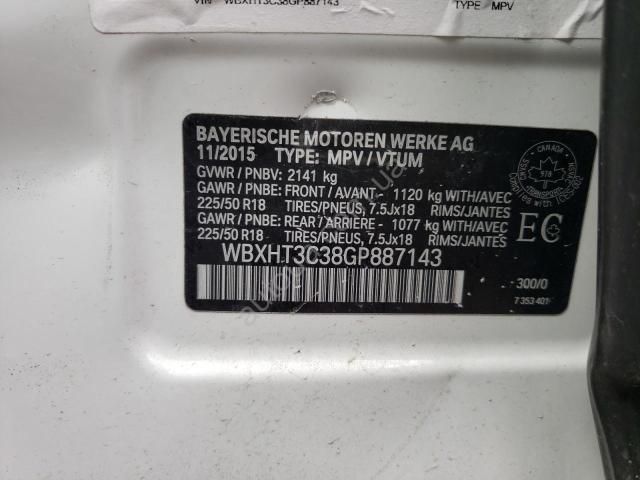 VIN WBXHT3C38GP887143 TYPE MPV
BAYERISCHE MOTOREN WERKE AG
11/2015 TYPE: MPV / VTUM
GVWR / PNBV: 2141 kg
GAWR / PNBE: FRONT / AVANT - 1120 kg WITH/AVEC
225/50 R18 TIRES/PNEUS, 7.5Jx18 RIMS/JANTES
GAWR / PNBE: REAR / ARRIERE - 1077 kg WITH/AVEC
225/50 R18 TIRES/PNEUS, 7.5Jx18 RIMS/JANTES
WBXHT3C38GP887143
CANADA
978
TRANSPORT
EC
300/0
7 353 401